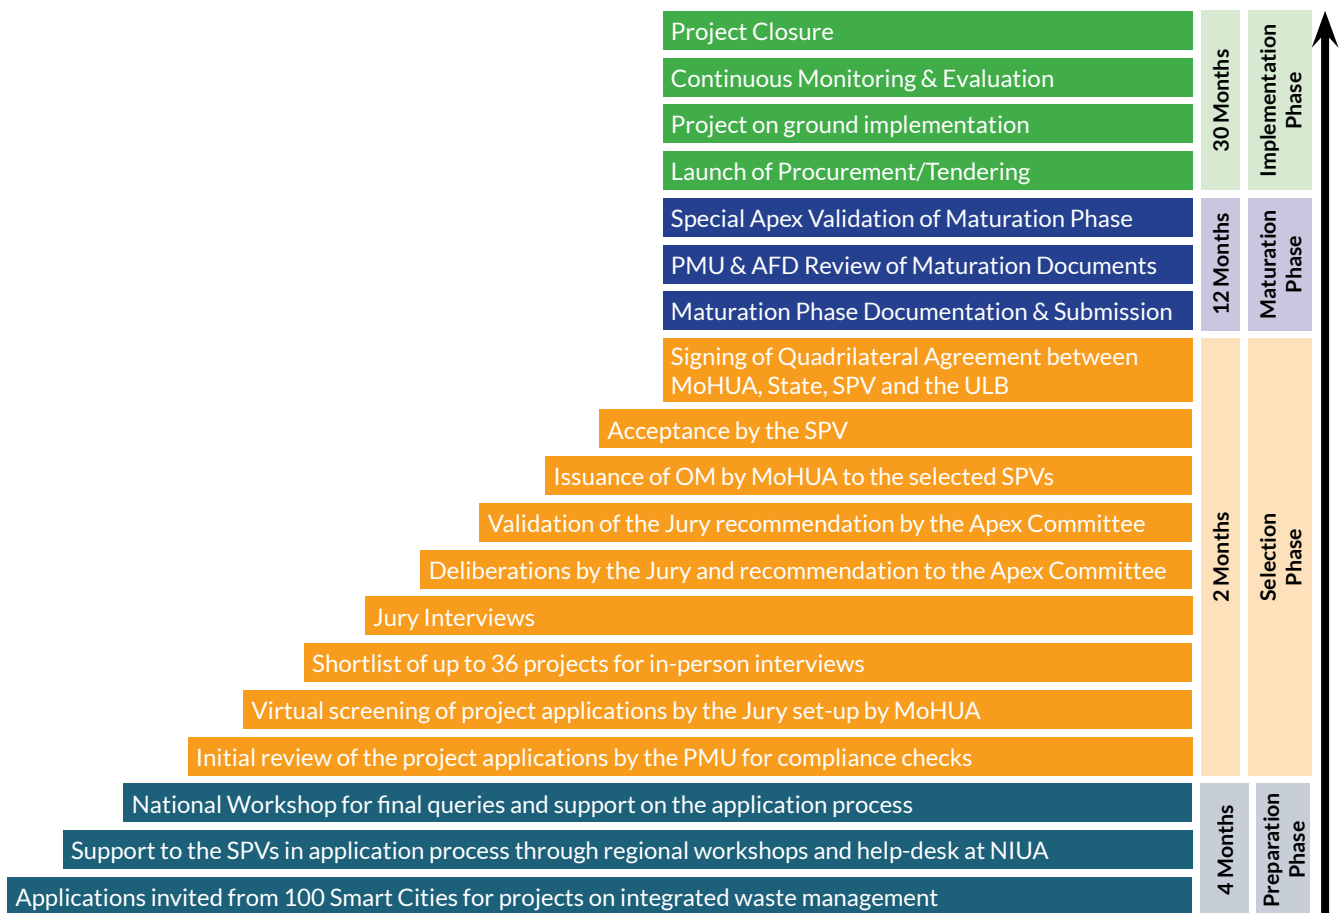 Project Closure
Continuous Monitoring & Evaluation
Project on ground implementation
Launch of Procurement/Tendering
30 Months
Implementation
Phase
Special Apex Validation of Maturation Phase
PMU & AFD Review of Maturation Documents
Maturation Phase Documentation & Submission
12 Months
Maturation
Phase
Signing of Quadrilateral Agreement between
MoHUA, State, SPV and the ULB
Acceptance by the SPV
Issuance of OM by MoHUA to the selected SPVs
Validation of the Jury recommendation by the Apex Committee
Deliberations by the Jury and recommendation to the Apex Committee
Jury Interviews
Shortlist of up to 36 projects for in-person interviews
Virtual screening of project applications by the Jury set-up by MoHUA
Initial review of the project applications by the PMU for compliance checks
2 Months
Selection
Phase
National Workshop for final queries and support on the application process
Support to the SPVs in application process through regional workshops and help-desk at NIUA
Applications invited from 100 Smart Cities for projects on integrated waste management
4 Months
Preparation
Phase